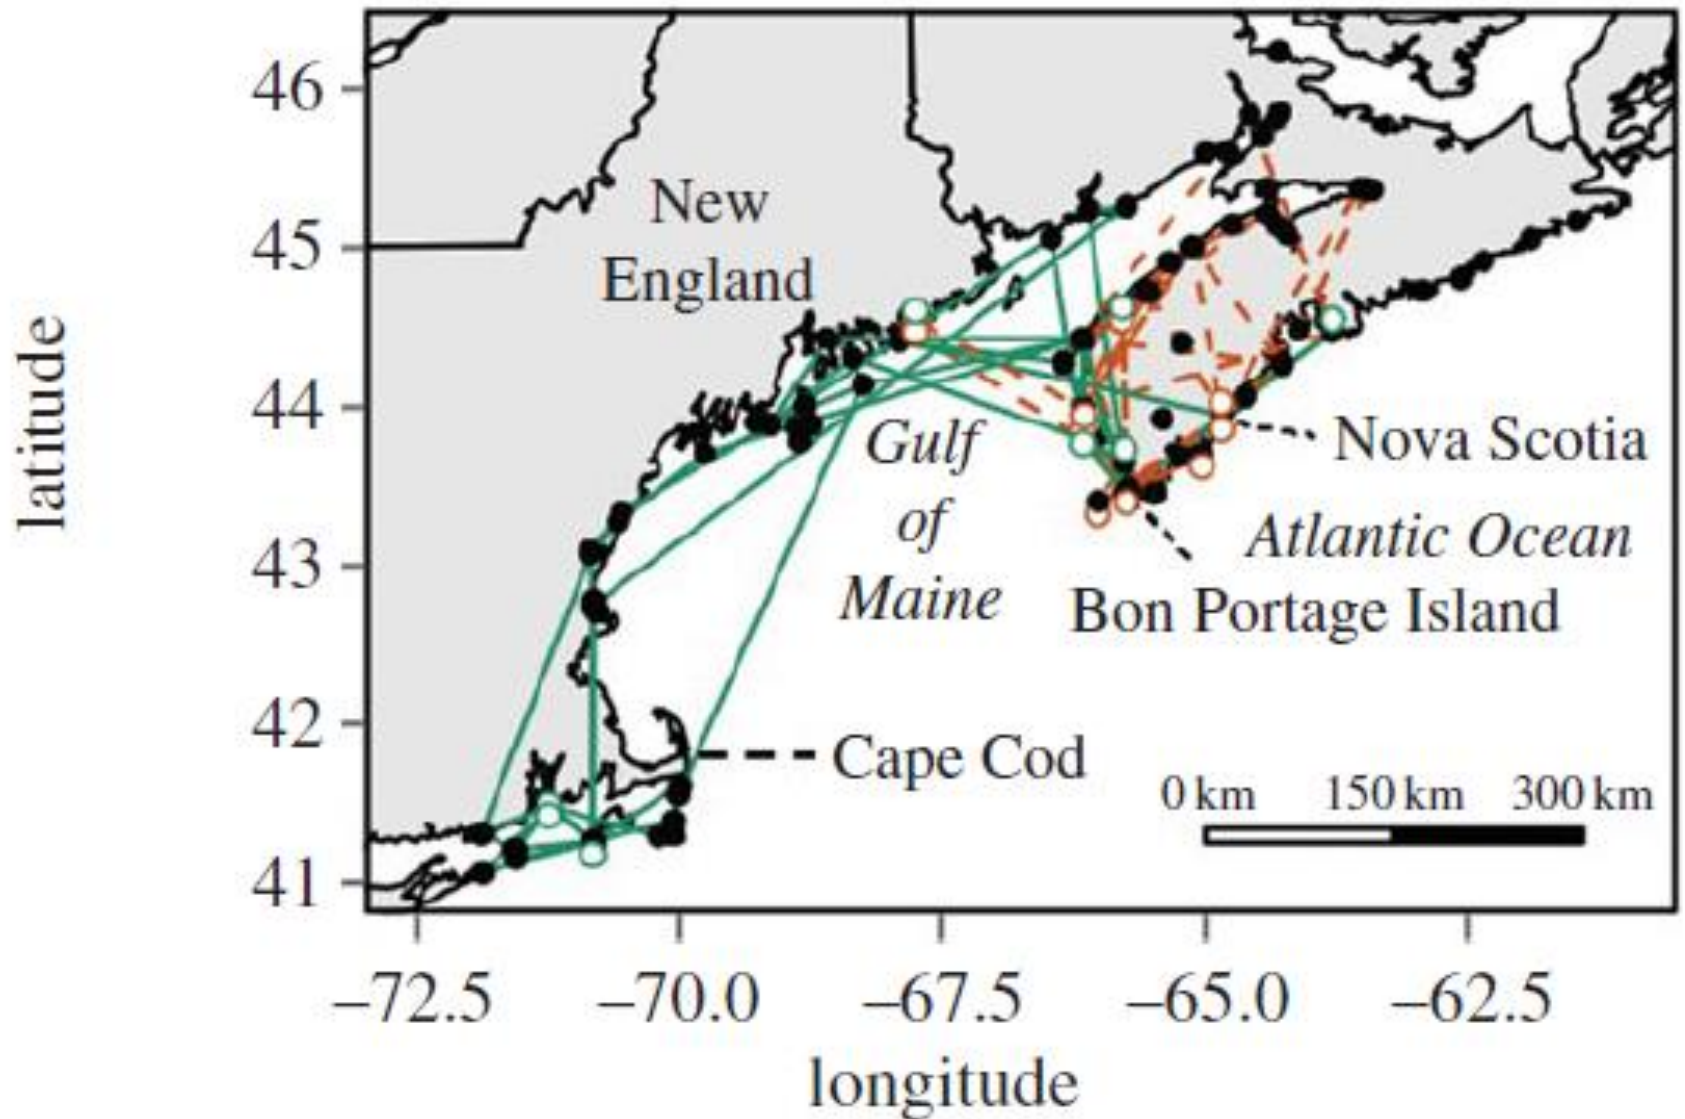 46
45
44
43
42
41
latitude
New
England
Gulf
of
Maine
Nova Scotia
Atlantic Ocean
Bon Portage Island
Cape Cod
0 km 150 km 300 km
–72.5 –70.0 –67.5 –65.0 –62.5
longitude